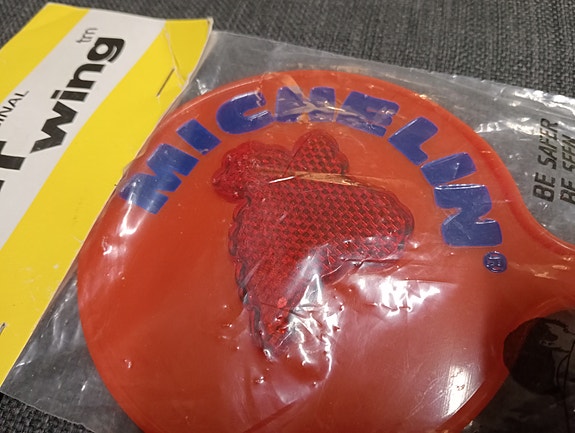 wing tm
MICHELIN®
BE SAFER
BE SEEN